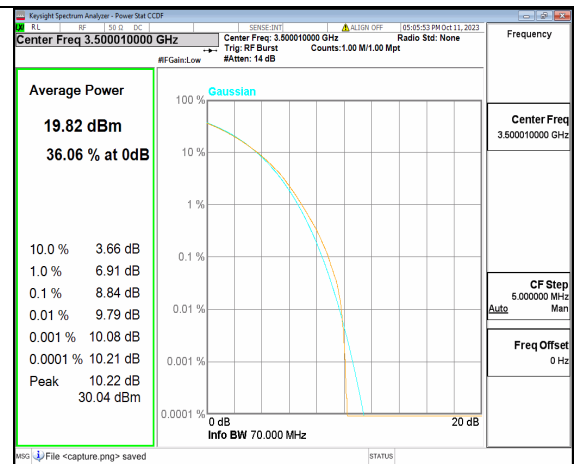 Keysight Spectrum Analyzer - Power Stat CCDF
RL RF 50 Ω DC SENSE:INT ALIGN OFF 05:05:53 PM Oct 11, 2023
Center Freq 3.500010000 GHz
Center Freq: 3.500010000 GHz Radio Std: None
Trig: RF Burst Counts:1.00 M/1.00 Mpt
#IFGain:Low #Atten: 14 dB
Frequency
Average Power
19.82 dBm
36.06 % at 0dB
10.0 % 3.66 dB
1.0 % 6.91 dB
0.1 % 8.84 dB
0.01 % 9.79 dB
0.001 % 10.08 dB
0.0001 % 10.21 dB
Peak 10.22 dB
30.04 dBm
Gaussian
100 %
10 %
1 %
0.1 %
0.01 %
0.001 %
0.0001 %
0 dB 20 dB
Info BW 70.000 MHz
Center Freq
3.500010000 GHz
CF Step
5.000000 MHz
Auto Man
Freq Offset
0 Hz
MSG File <capture.png> saved STATUS